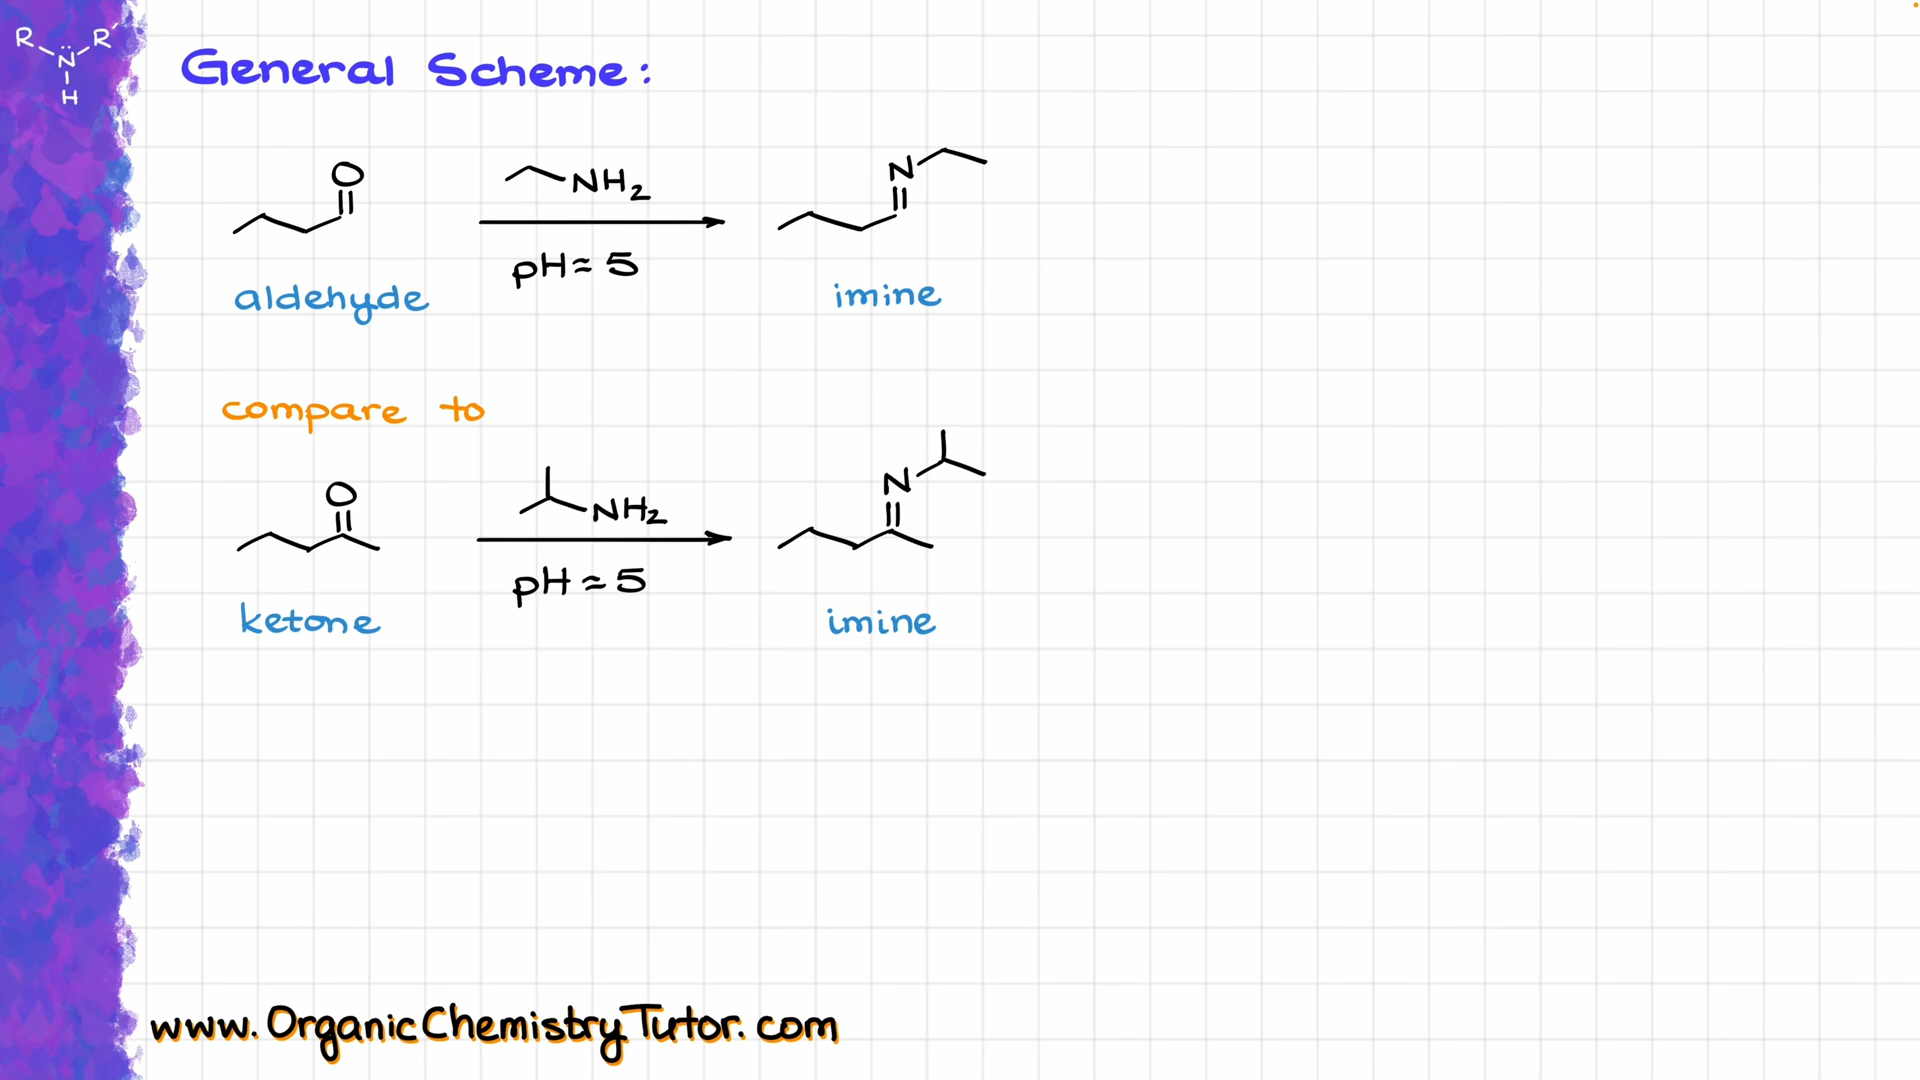 R R'
N
H
General Scheme:
O
NH2
pH ≈ 5
N
aldehyde
imine
compare to
O
NH2
pH ≈ 5
N
ketone
imine
www.OrganicChemistryTutor.com